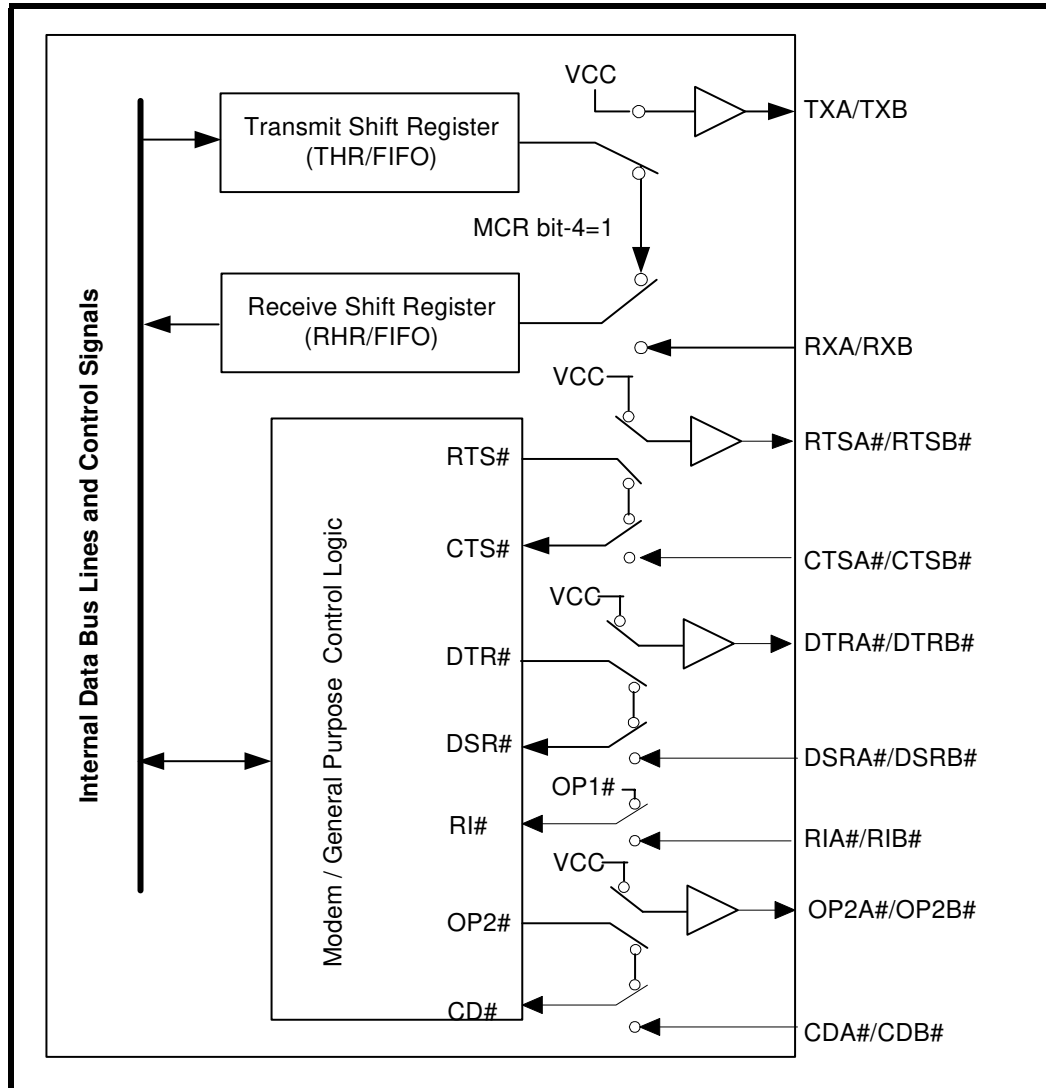 VCC
TXA/TXB
Transmit Shift Register
(THR/FIFO)
MCR bit-4=1
Receive Shift Register
(RHR/FIFO)
RXA/RXB
VCC
RTSA#/RTSB#
RTS#
CTS#
CTSA#/CTSB#
VCC
DTRA#/DTRB#
DTR#
DSR#
DSRA#/DSRB#
OP1#
RI#
RIA#/RIB#
VCC
OP2A#/OP2B#
OP2#
CD#
CDA#/CDB#
Internal Data Bus Lines and Control Signals
Modem / General Purpose Control Logic